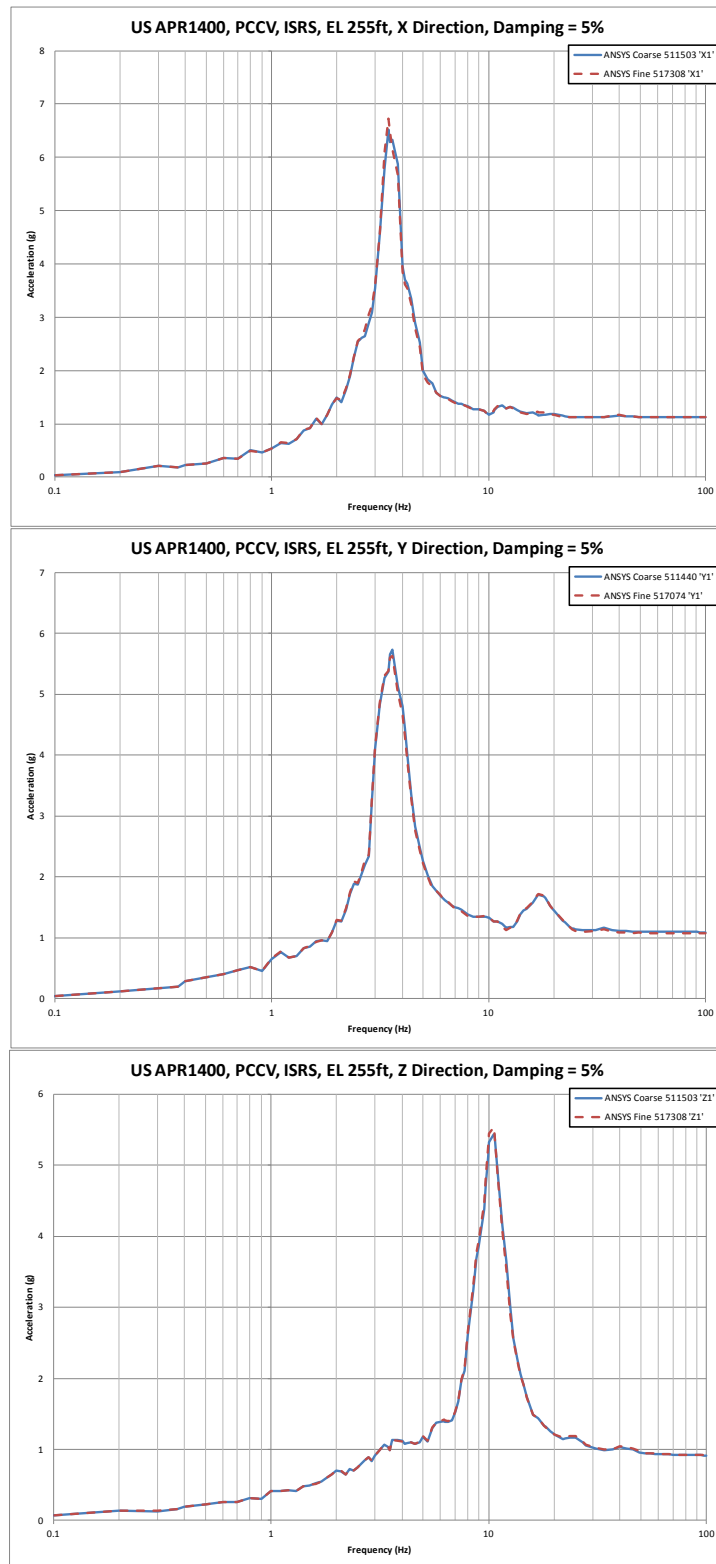 US APR1400, PCCV, ISRS, EL 255ft, X Direction, Damping = 5%
ANSYS Coarse 511503 'X1'
ANSYS Fine 517308 'X1'
8
7
6
5
4
3
2
1
0
Acceleration (g)
0.1
1
10
100
Frequency (Hz)
US APR1400, PCCV, ISRS, EL 255ft, Y Direction, Damping = 5%
ANSYS Coarse 511440 'Y1'
ANSYS Fine 517074 'Y1'
7
6
5
4
3
2
1
0
Acceleration (g)
0.1
1
10
100
Frequency (Hz)
US APR1400, PCCV, ISRS, EL 255ft, Z Direction, Damping = 5%
ANSYS Coarse 511503 'Z1'
ANSYS Fine 517308 'Z1'
6
5
4
3
2
1
0
Acceleration (g)
0.1
1
10
100
Frequency (Hz)